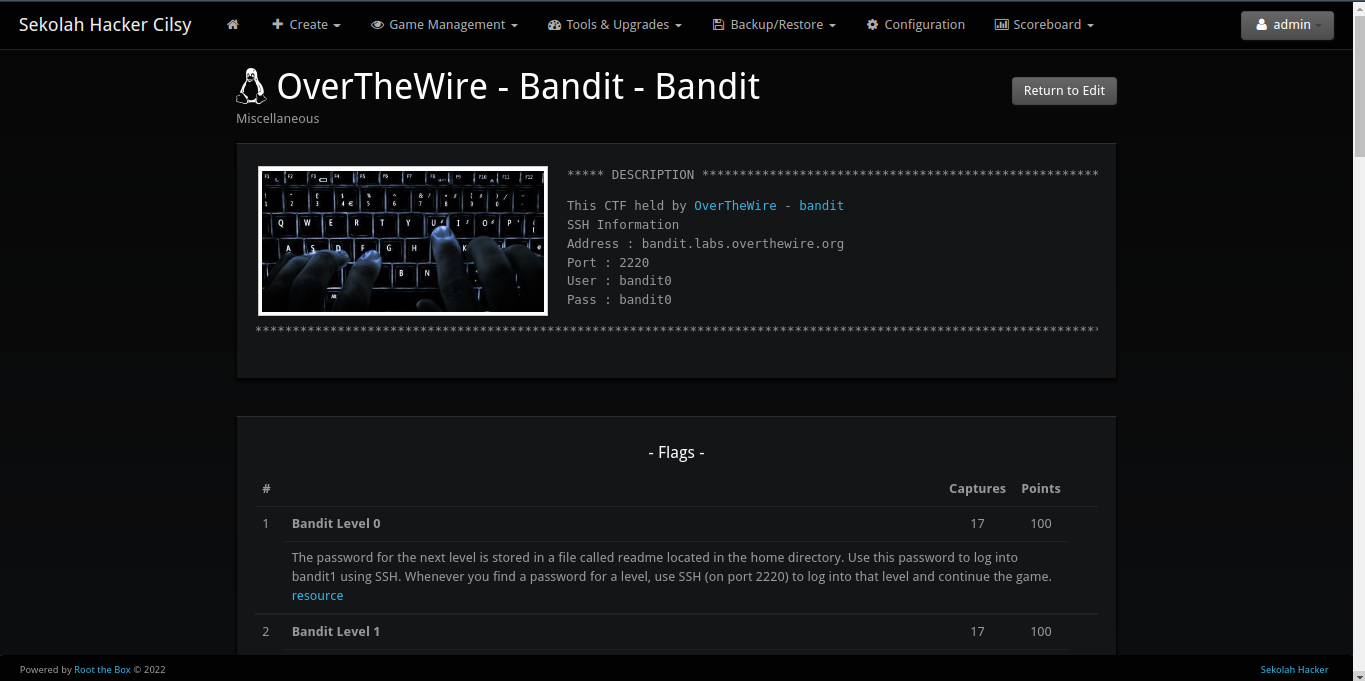 Sekolah Hacker Cilsy Create Game Management Tools & Upgrades Backup/Restore Configuration Scoreboard admin
OverTheWire - Bandit - Bandit
Return to Edit
Miscellaneous
***** DESCRIPTION *****************************************************
This CTF held by OverTheWire - bandit
SSH Information
Address : bandit.labs.overthewire.org
Port : 2220
User : bandit0
Pass : bandit0
*****************************************************************************************************************
- Flags -
# Captures Points
1 Bandit Level 0 17 100
The password for the next level is stored in a file called readme located in the home directory. Use this password to log into
bandit1 using SSH. Whenever you find a password for a level, use SSH (on port 2220) to log into that level and continue the game.
resource
2 Bandit Level 1 17 100
Powered by Root the Box © 2022 Sekolah Hacker